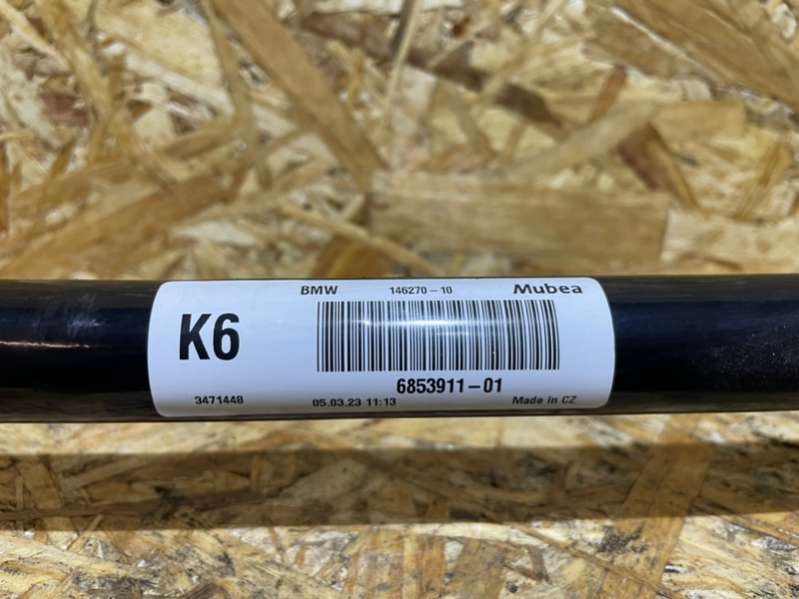 BMW 146270-10 Mubea
K6
6853911-01
3471448 05.03.23 11:13 Made in CZ